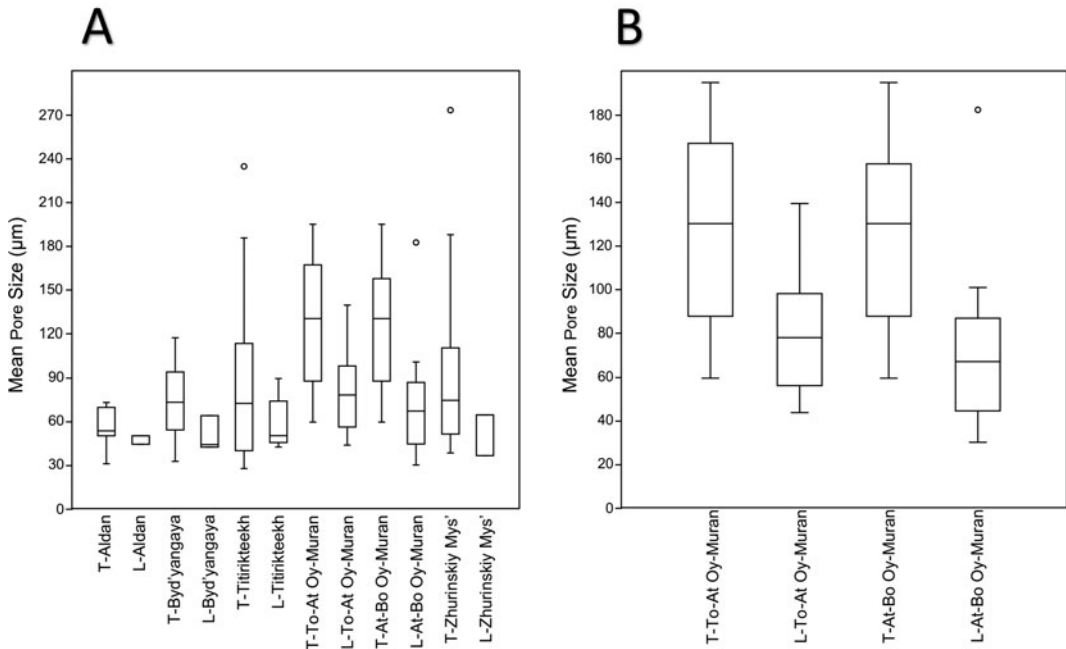 A
B
Mean Pore Size (µm)
270
240
210
180
150
120
90
60
30
0
T-Aldan
L-Aldan
T-Byd'yangaya
L-Byd'yangaya
T-Titirikteekh
L-Titirikteekh
T-To-At Oy-Muran
L-To-At Oy-Muran
T-At-Bo Oy-Muran
L-At-Bo Oy-Muran
T-Zhurinskiy Mys'
L-Zhurinskiy Mys'
Mean Pore Size (µm)
180
160
140
120
100
80
60
40
20
0
T-To-At Oy-Muran
L-To-At Oy-Muran
T-At-Bo Oy-Muran
L-At-Bo Oy-Muran